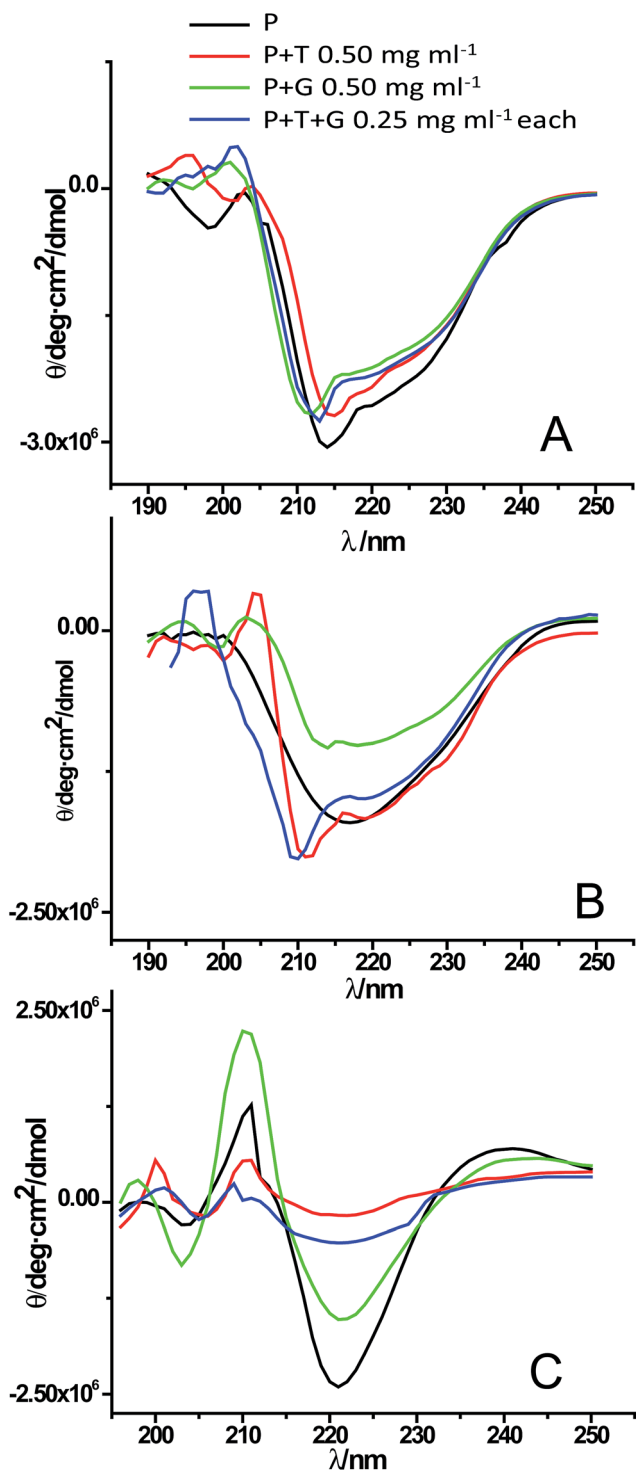 P
P+T 0.50 mg ml⁻¹
P+G 0.50 mg ml⁻¹
P+T+G 0.25 mg ml⁻¹ each
0.0
-3.0x10⁶
θ/deg·cm²/dmol
A
190 200 210 220 230 240 250
λ/nm
0.00
-2.50x10⁶
θ/deg·cm²/dmol
B
190 200 210 220 230 240 250
λ/nm
2.50x10⁶
0.00
-2.50x10⁶
θ/deg·cm²/dmol
C
200 210 220 230 240 250
λ/nm